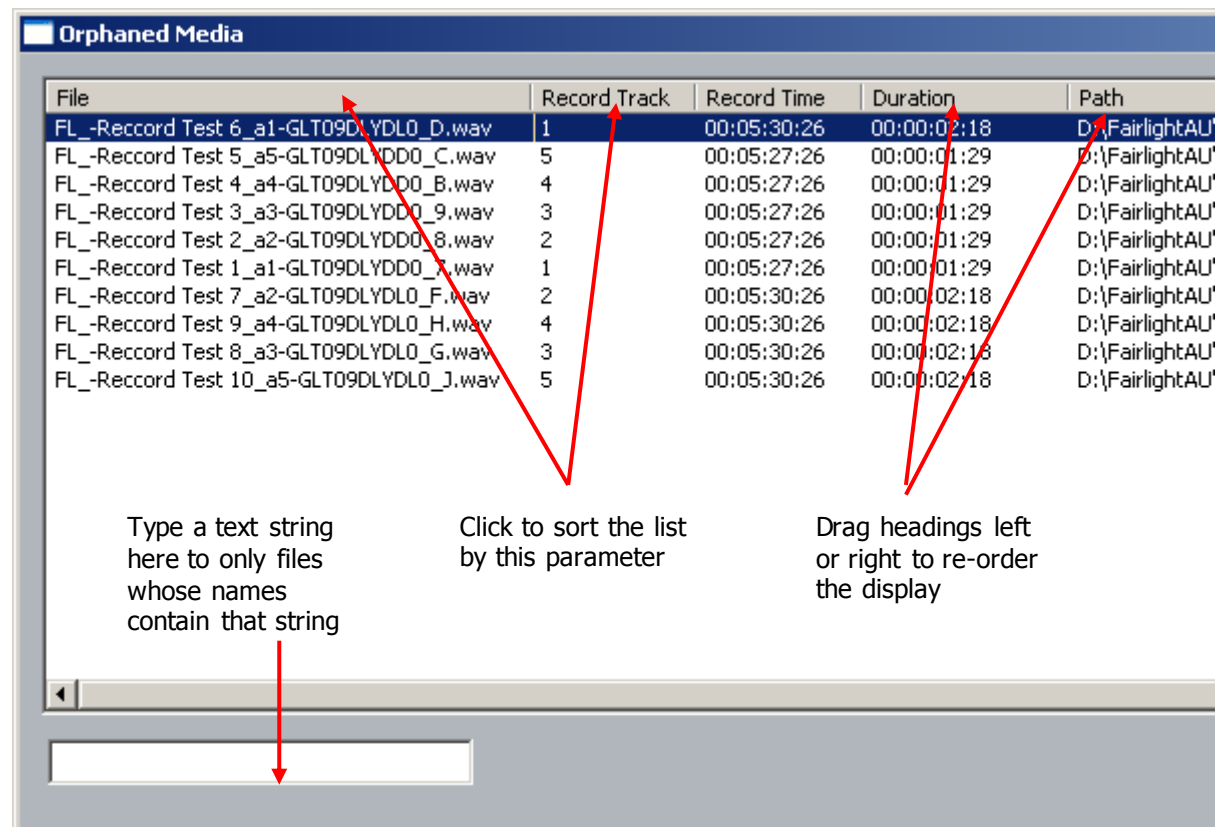 Orphaned Media
File Record Track Record Time Duration Path
FL_-Reccord Test 6_a1-GLT09DLYDL0_D.wav 1 00:05:30:26 00:00:02:18 D:\FairlightAU\
FL_-Reccord Test 5_a5-GLT09DLYDD0_C.wav 5 00:05:27:26 00:00:01:29 D:\FairlightAU\
FL_-Reccord Test 4_a4-GLT09DLYDD0_B.wav 4 00:05:27:26 00:00:01:29 D:\FairlightAU\
FL_-Reccord Test 3_a3-GLT09DLYDD0_9.wav 3 00:05:27:26 00:00:01:29 D:\FairlightAU\
FL_-Reccord Test 2_a2-GLT09DLYDD0_8.wav 2 00:05:27:26 00:00:01:29 D:\FairlightAU\
FL_-Reccord Test 1_a1-GLT09DLYDD0_7.wav 1 00:05:27:26 00:00:01:29 D:\FairlightAU\
FL_-Reccord Test 7_a2-GLT09DLYDL0_F.wav 2 00:05:30:26 00:00:02:18 D:\FairlightAU\
FL_-Reccord Test 9_a4-GLT09DLYDL0_H.wav 4 00:05:30:26 00:00:02:18 D:\FairlightAU\
FL_-Reccord Test 8_a3-GLT09DLYDL0_G.wav 3 00:05:30:26 00:00:02:18 D:\FairlightAU\
FL_-Reccord Test 10_a5-GLT09DLYDL0_J.wav 5 00:05:30:26 00:00:02:18 D:\FairlightAU\
Type a text string
here to only files
whose names
contain that string
Click to sort the list
by this parameter
Drag headings left
or right to re-order
the display